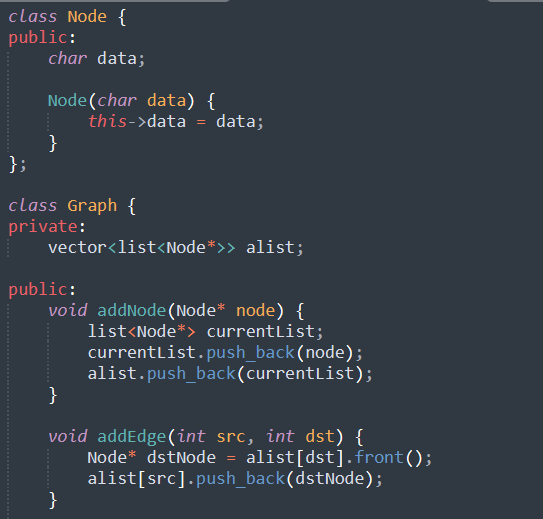 class Node {
public:
    char data;

    Node(char data) {
        this->data = data;
    }
};

class Graph {
private:
    vector<list<Node*>> alist;

public:
    void addNode(Node* node) {
        list<Node*> currentList;
        currentList.push_back(node);
        alist.push_back(currentList);
    }

    void addEdge(int src, int dst) {
        Node* dstNode = alist[dst].front();
        alist[src].push_back(dstNode);
    }